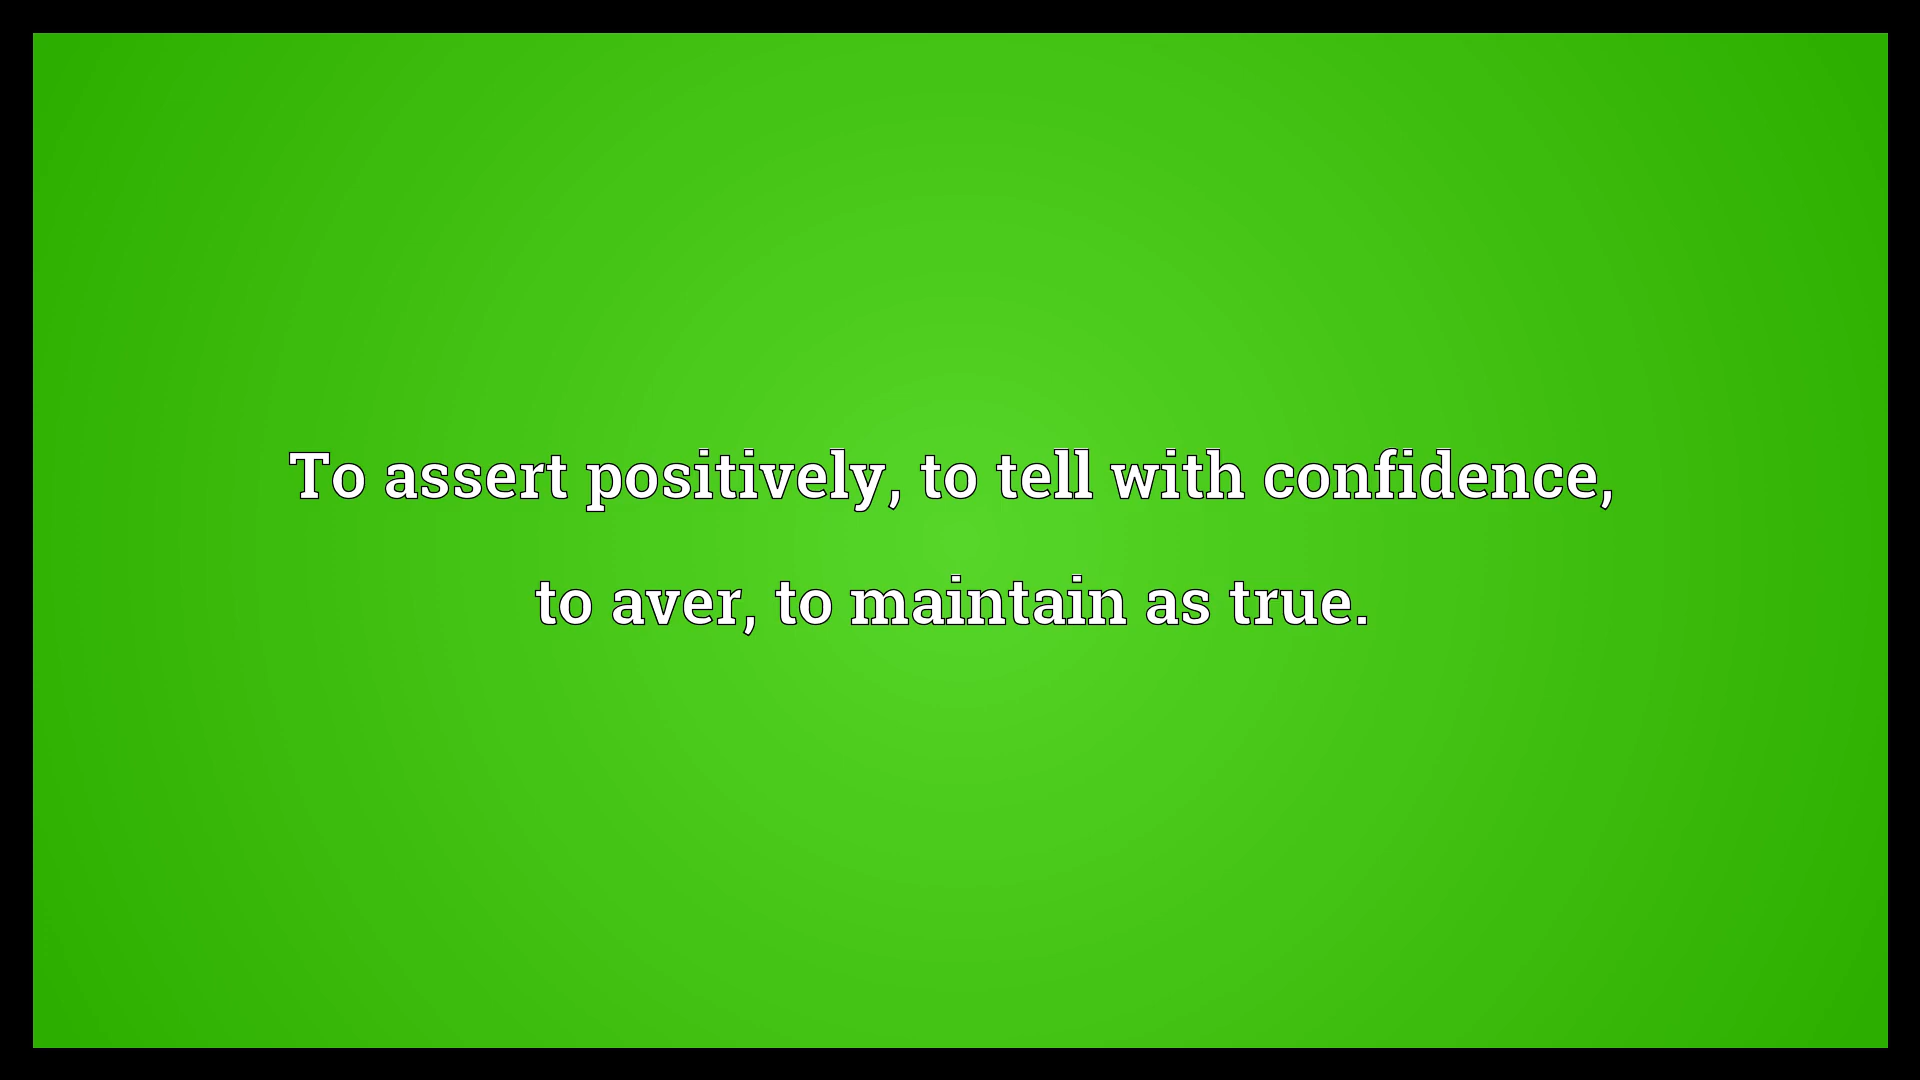 To assert positively, to tell with confidence,
to aver, to maintain as true.